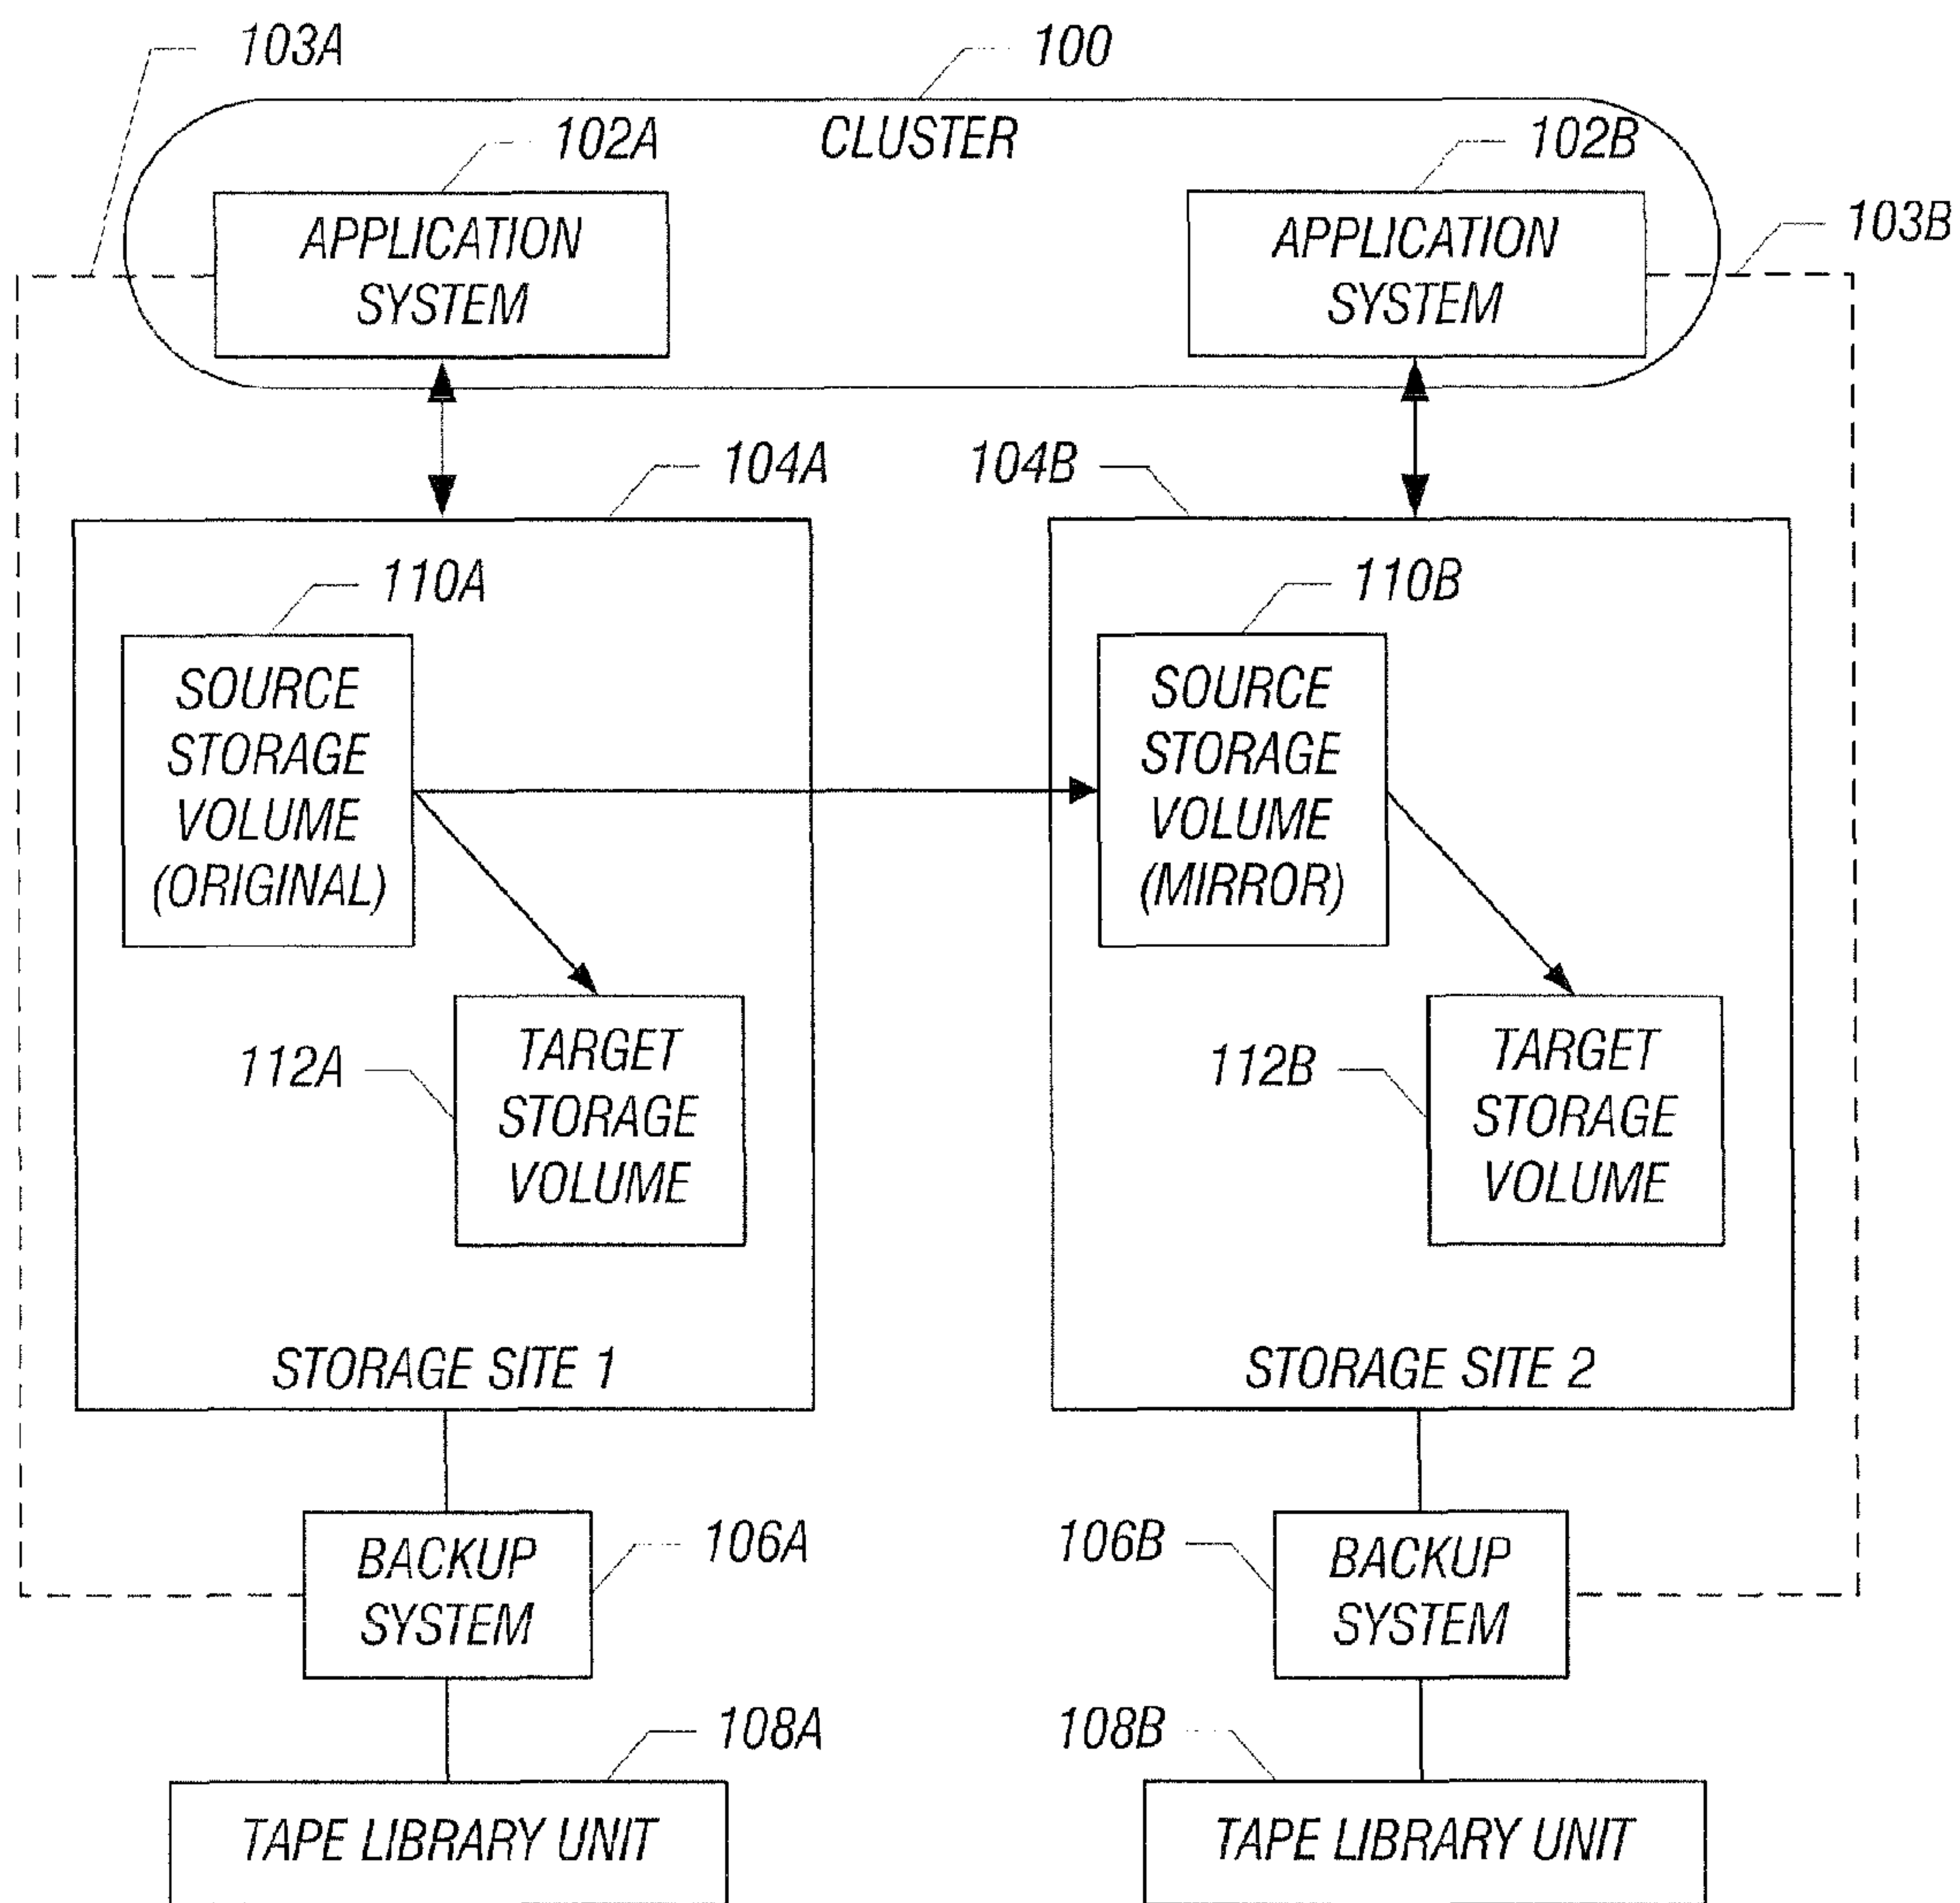 103A
100
CLUSTER
102A
102B
APPLICATION
SYSTEM
APPLICATION
SYSTEM
103B
104A
104B
110A
110B
SOURCE
STORAGE
VOLUME
(ORIGINAL)
SOURCE
STORAGE
VOLUME
(MIRROR)
112A
TARGET
STORAGE
VOLUME
112B
TARGET
STORAGE
VOLUME
STORAGE SITE 1
STORAGE SITE 2
BACKUP
SYSTEM
106A
106B
BACKUP
SYSTEM
108A
108B
TAPE LIBRARY UNIT
TAPE LIBRARY UNIT